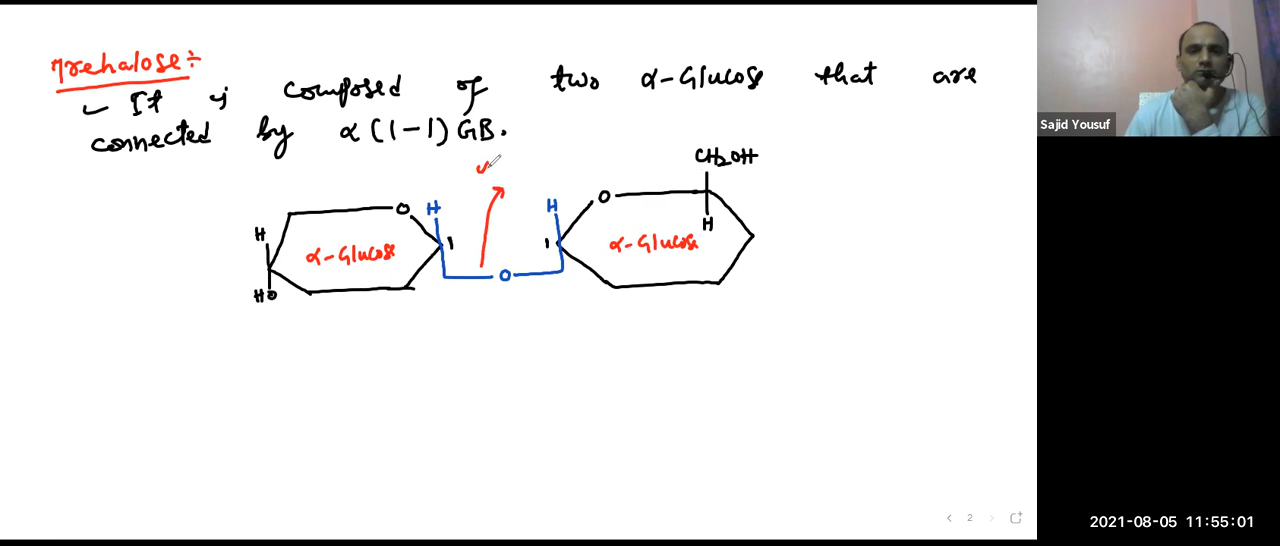 Trehalose ÷
It is composed of two α-Glucose that are
connected by α(1-1) GB.
CH2OH
O H H O
H 1 1 H
α-Glucose α-Glucose
HO O
Sajid Yousuf
2
2021-08-05 11:55:01